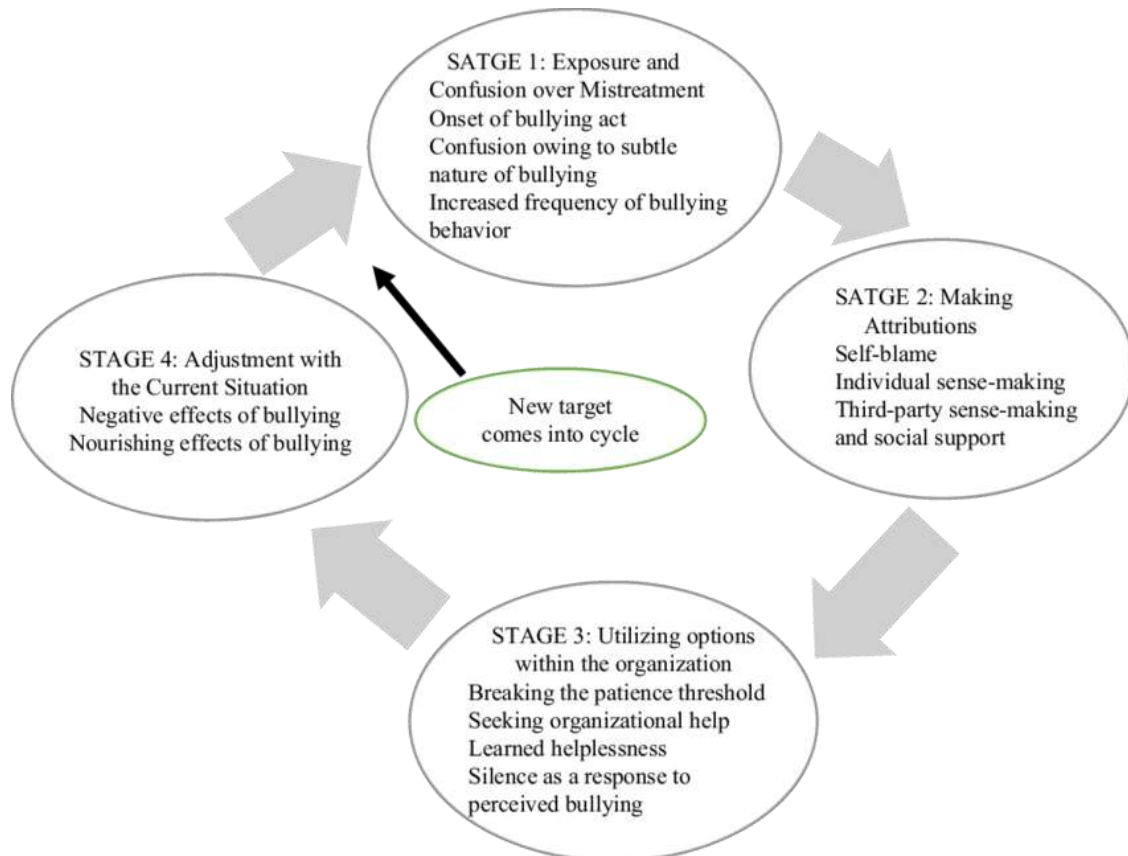 SATGE 1: Exposure and
Confusion over Mistreatment
Onset of bullying act
Confusion owing to subtle
nature of bullying
Increased frequency of bullying
behavior
SATGE 2: Making
Attributions
Self-blame
Individual sense-making
Third-party sense-making
and social support
STAGE 3: Utilizing options
within the organization
Breaking the patience threshold
Seeking organizational help
Learned helplessness
Silence as a response to
perceived bullying
STAGE 4: Adjustment with
the Current Situation
Negative effects of bullying
Nourishing effects of bullying
New target
comes into cycle